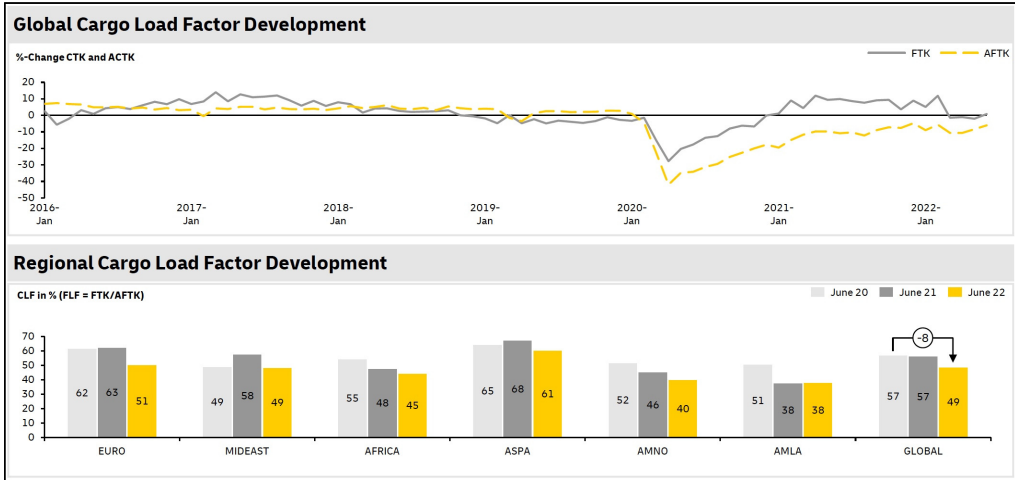 Global Cargo Load Factor Development
%-Change CTK and ACTK
FTK AFTK
20
10
0
-10
-20
-30
-40
-50
2016- 2017- 2018- 2019- 2020- 2021- 2022-
Jan Jan Jan Jan Jan Jan Jan
Regional Cargo Load Factor Development
CLF in % (FLF = FTK/AFTK)
June 20 June 21 June 22
-8
70
60
50
40
30
20
10
0
62 63 51 49 58 49 55 48 45 65 68 61 52 46 40 51 38 38 57 57 49
EURO MIDEAST AFRICA ASPA AMNO AMLA GLOBAL